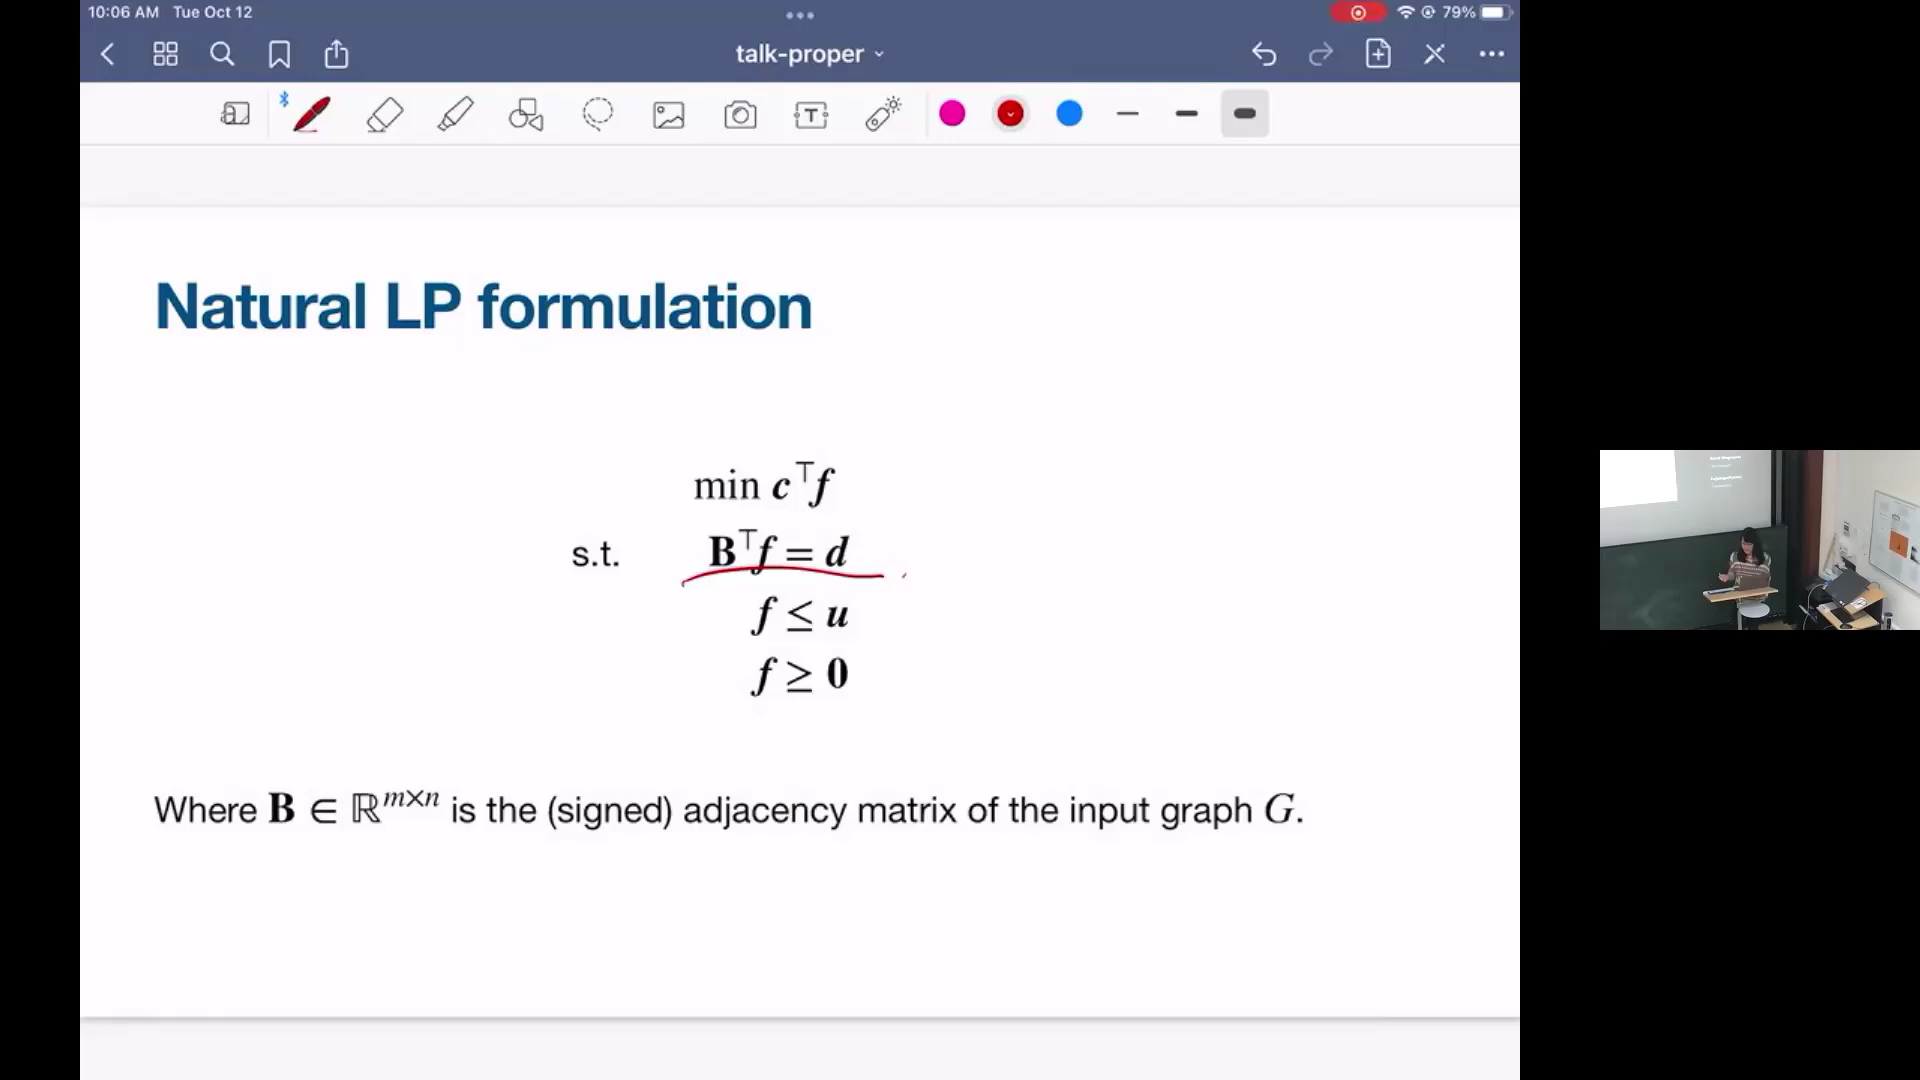 10:06 AM Tue Oct 12
79%
talk-proper
Natural LP formulation
min c⊤f
s.t. B⊤f = d
f ≤ u
f ≥ 0
Where B ∈ ℝ^{m×n} is the (signed) adjacency matrix of the input graph G.